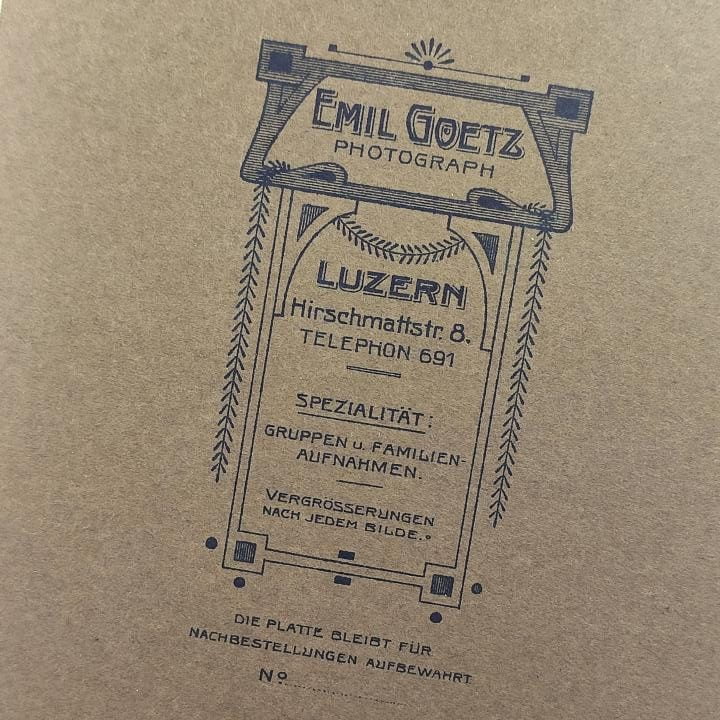 EMIL GOETZ
PHOTOGRAPH
LUZERN
Hirschmattstr. 8.
TELEPHON 691
SPEZIALITÄT:
GRUPPEN U. FAMILIEN-
AUFNAHMEN.
VERGRÖSSERUNGEN
NACH JEDEM BILDE.
DIE PLATTE BLEIBT FÜR
NACHBESTELLUNGEN AUFBEWAHRT
Nº